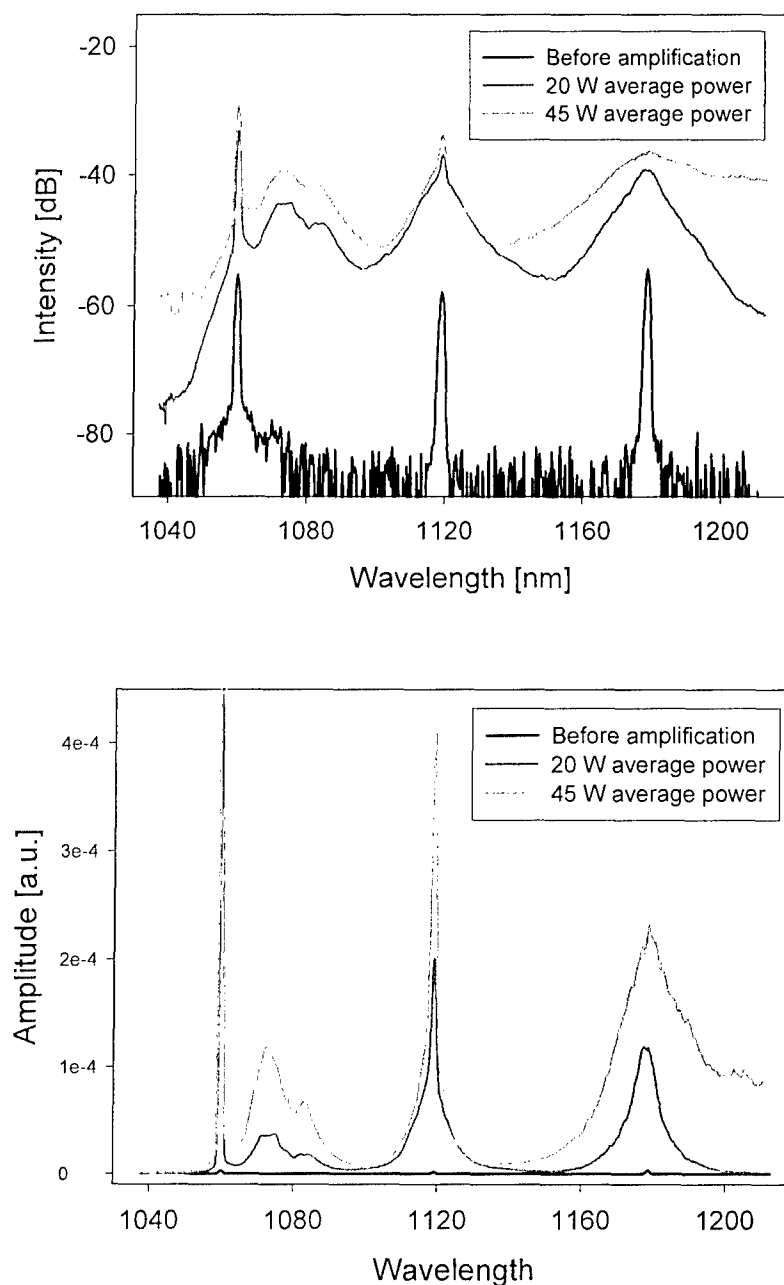 -20
-40
-60
-80
Intensity [dB]
Before amplification
20 W average power
45 W average power
1040
1080
1120
1160
1200
Wavelength [nm]
4e-4
3e-4
2e-4
1e-4
0
Amplitude [a.u.]
Before amplification
20 W average power
45 W average power
1040
1080
1120
1160
1200
Wavelength